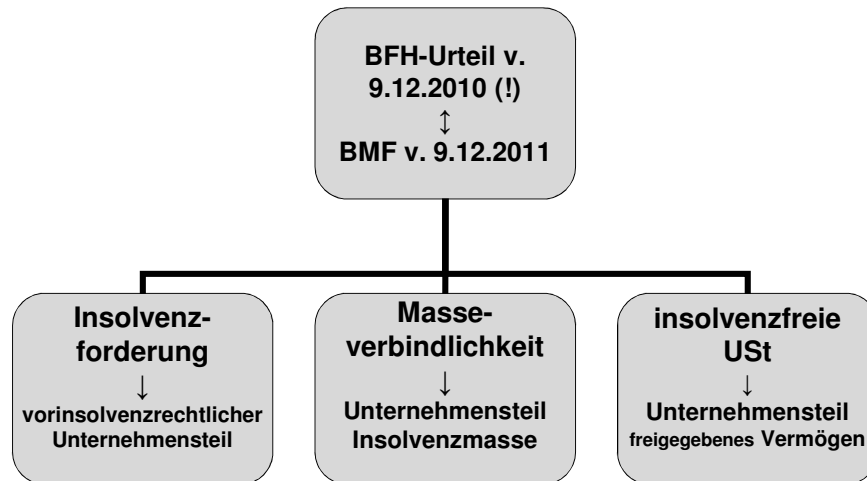 BFH-Urteil v.
9.12.2010 (!)
↕
BMF v. 9.12.2011
Insolvenz-
forderung
↓
vorinsolvenzrechtlicher
Unternehmensteil
Masse-
verbindlichkeit
↓
Unternehmensteil
Insolvenzmasse
insolvenzfreie
USt
↓
Unternehmensteil
freigegebenes Vermögen